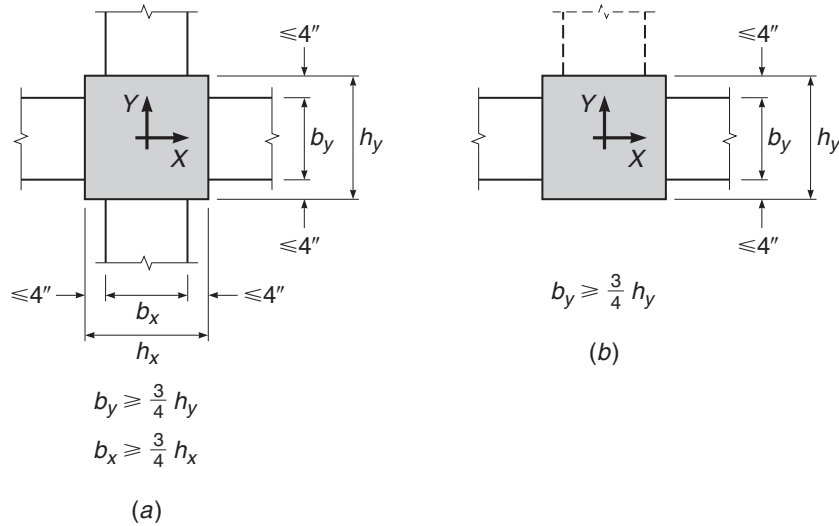 ≤4″
Y
X
b_y
h_y
≤4″
≤4″
b_x
≤4″
h_x
b_y ≥ 3/4 h_y
b_x ≥ 3/4 h_x
(a)
≤4″
Y
X
b_y
h_y
≤4″
b_y ≥ 3/4 h_y
(b)